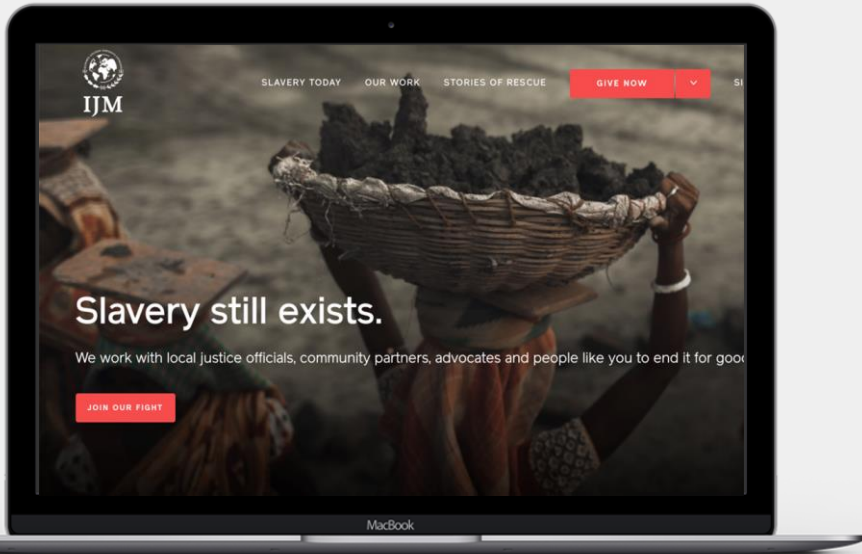 IJM
SLAVERY TODAY OUR WORK STORIES OF RESCUE GIVE NOW
Slavery still exists.
We work with local justice officials, community partners, advocates and people like you to end it for good
JOIN OUR FIGHT
MacBook